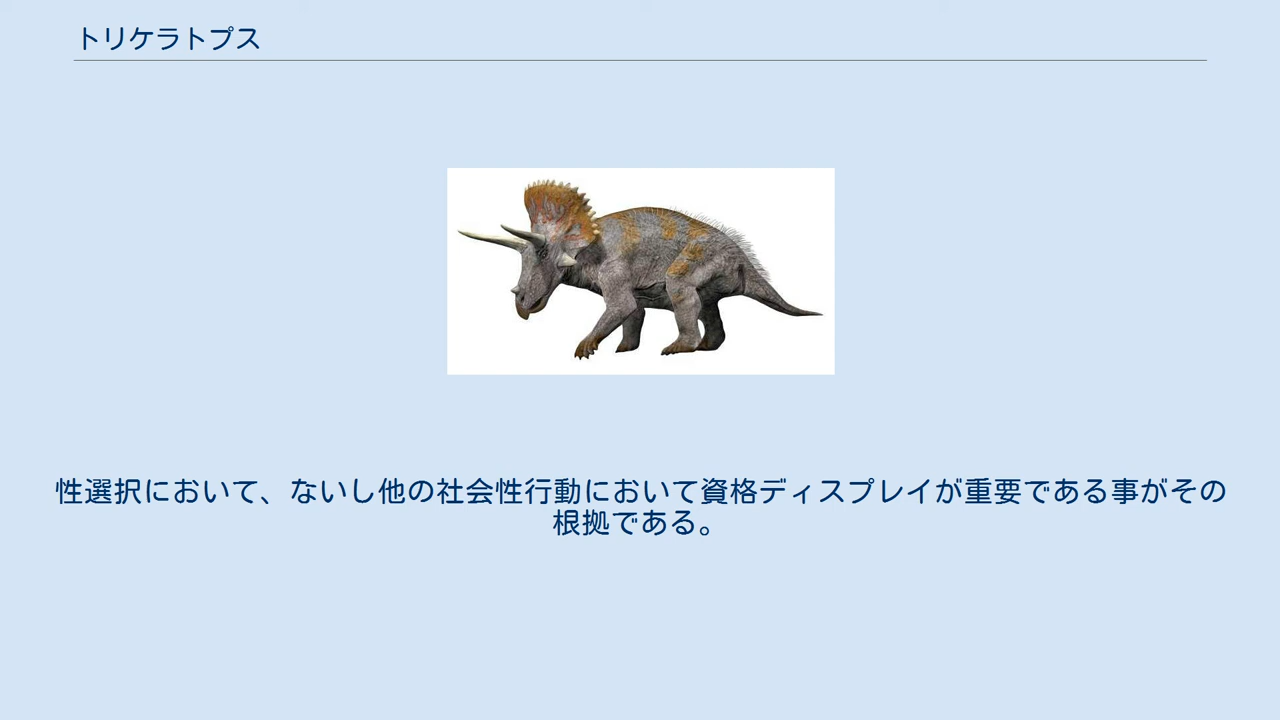 トリケラトプス
性選択において、ないし他の社会性行動において資格ディスプレイが重要である事がその
根拠である。